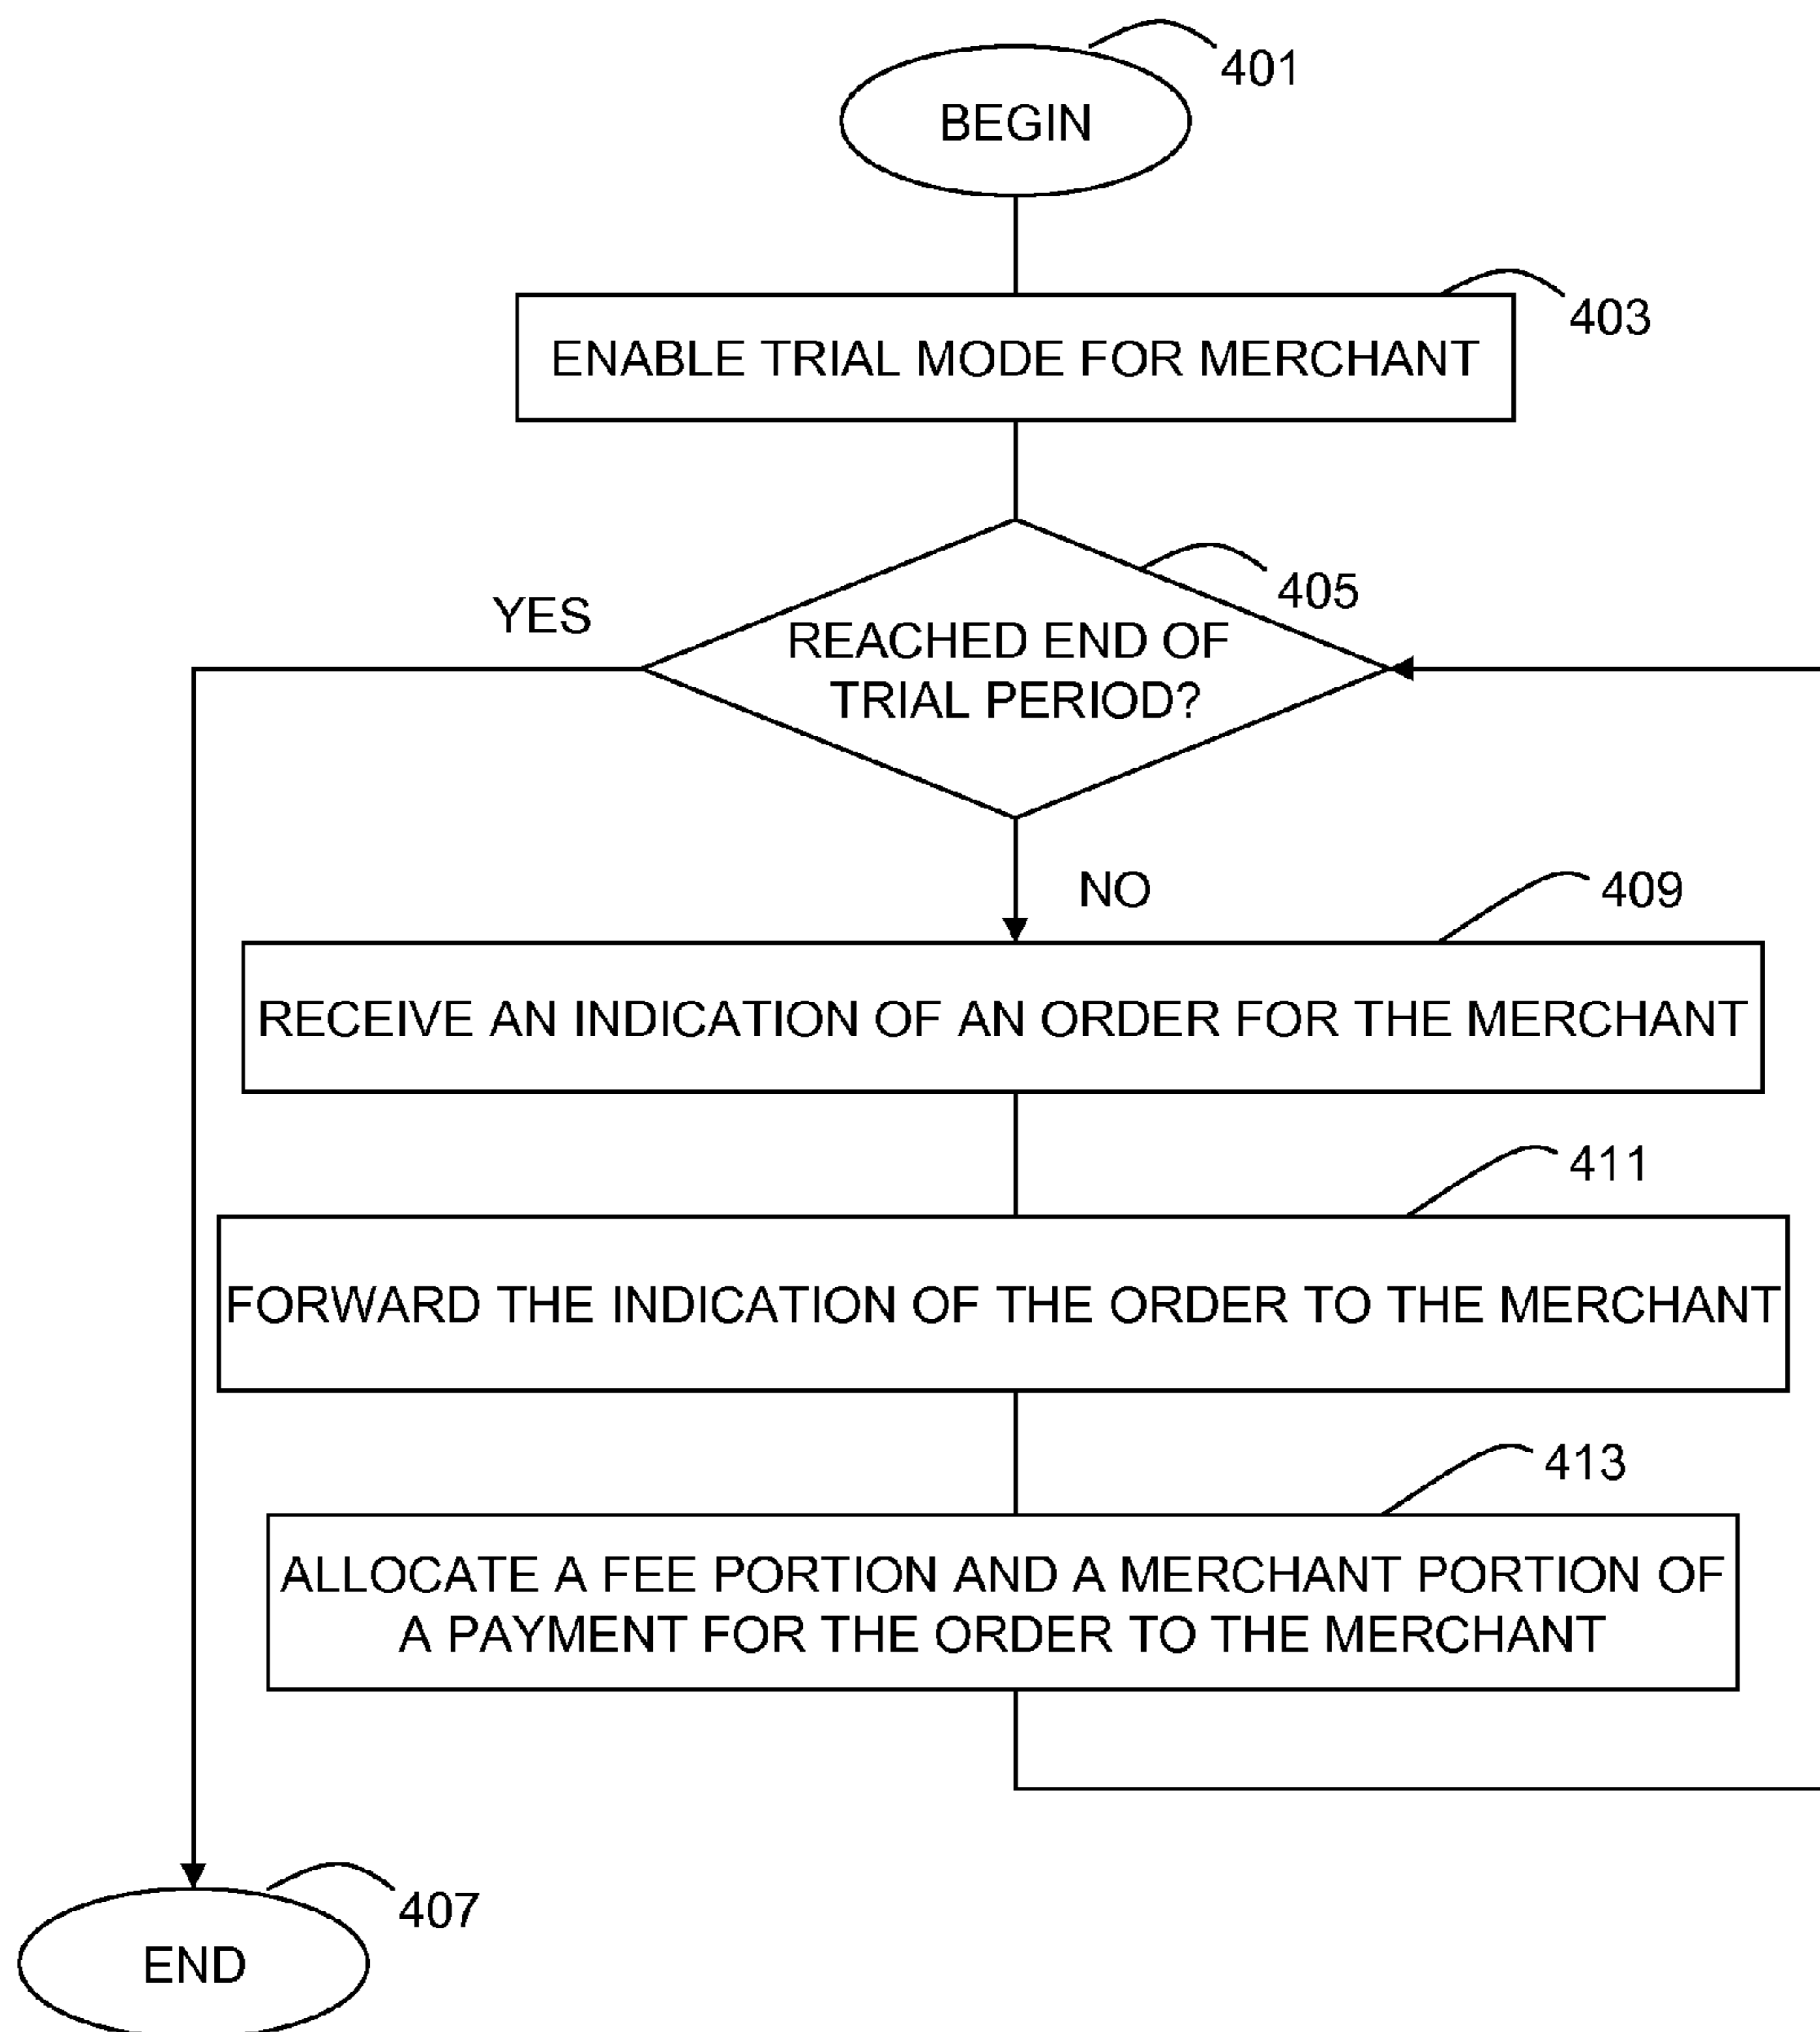 401
BEGIN
403
ENABLE TRIAL MODE FOR MERCHANT
405
YES
REACHED END OF
TRIAL PERIOD?
NO
409
RECEIVE AN INDICATION OF AN ORDER FOR THE MERCHANT
411
FORWARD THE INDICATION OF THE ORDER TO THE MERCHANT
413
ALLOCATE A FEE PORTION AND A MERCHANT PORTION OF
A PAYMENT FOR THE ORDER TO THE MERCHANT
407
END